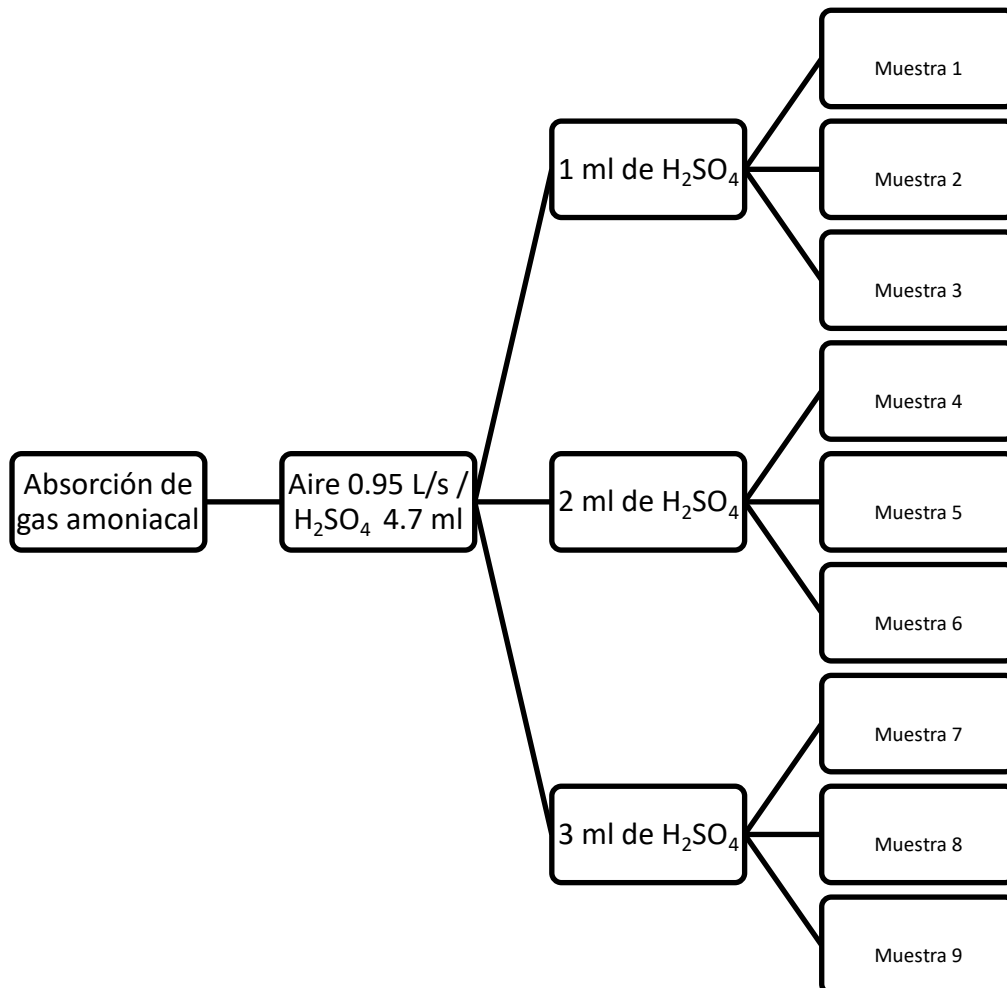 Absorción de
gas amoniacal
Aire 0.95 L/s /
H₂SO₄ 4.7 ml
1 ml de H₂SO₄
Muestra 1
Muestra 2
Muestra 3
2 ml de H₂SO₄
Muestra 4
Muestra 5
Muestra 6
3 ml de H₂SO₄
Muestra 7
Muestra 8
Muestra 9